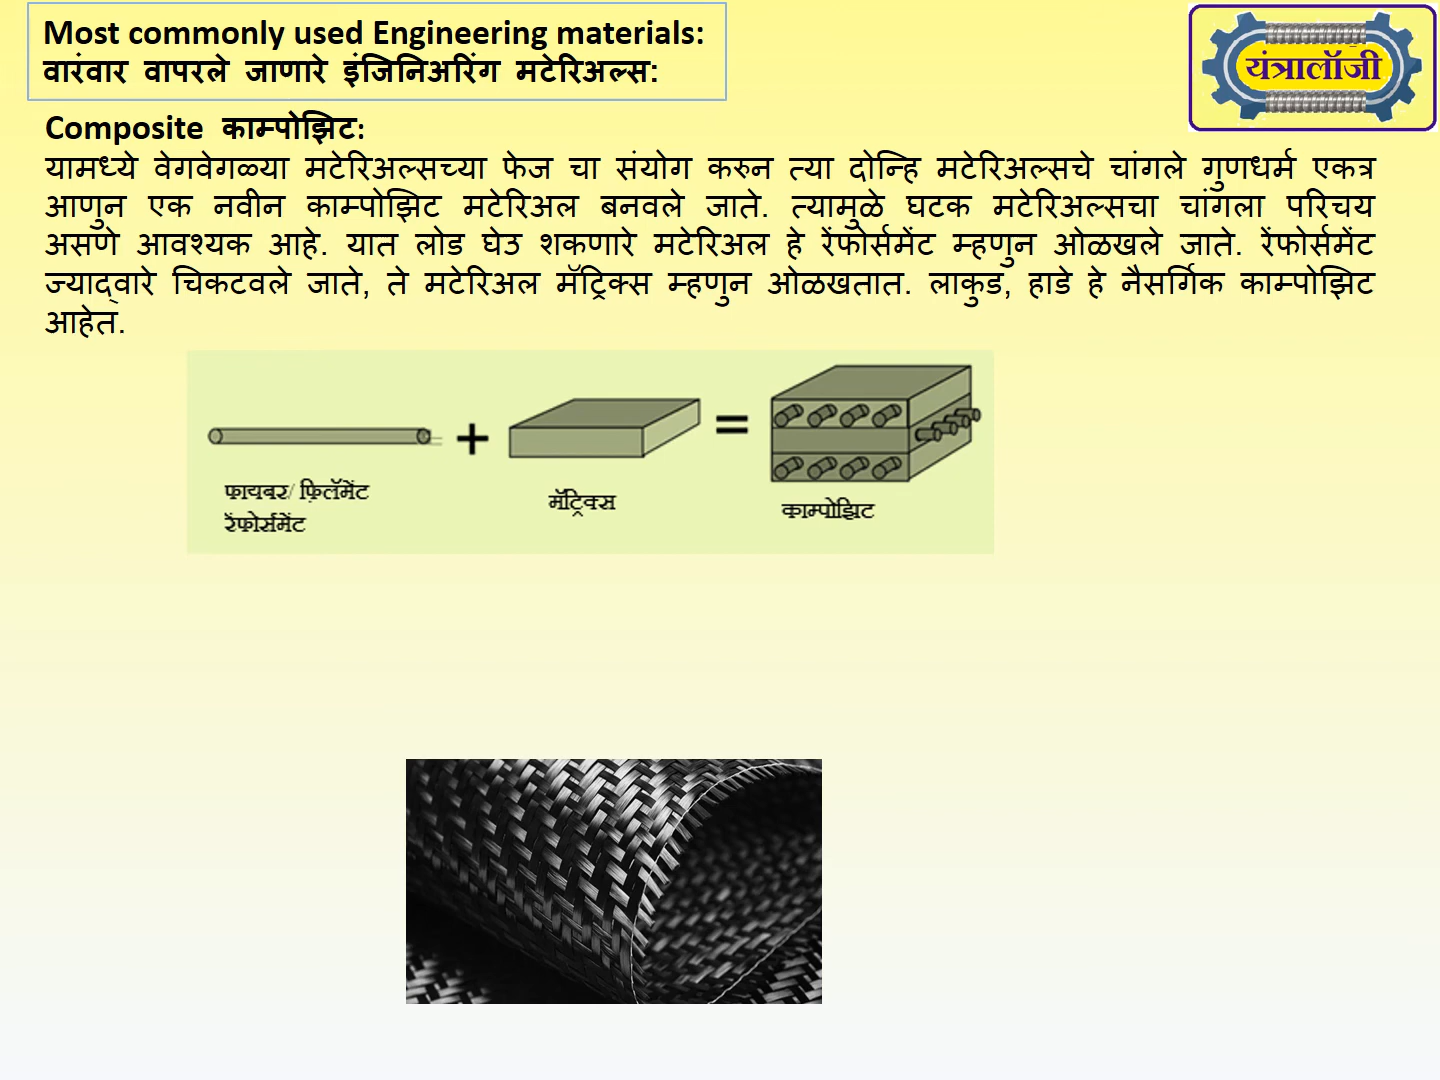 Most commonly used Engineering materials:
वारंवार वापरले जाणारे इंजिनिअरिंग मटेरिअल्स:
यंत्रालॉजी
Composite काम्पोझिट:
यामध्ये वेगवेगळ्या मटेरिअल्सच्या फेज चा संयोग करुन त्या दोन्हि मटेरिअल्सचे चांगले गुणधर्म एकत्र
आणुन एक नवीन काम्पोझिट मटेरिअल बनवले जाते. त्यामुळे घटक मटेरिअल्सचा चांगला परिचय
असणे आवश्यक आहे. यात लोड घेउ शकणारे मटेरिअल हे रेंफोर्समेंट म्हणुन ओळखले जाते. रेंफोर्समेंट
ज्याद्वारे चिकटवले जाते, ते मटेरिअल मॅट्रिक्स म्हणुन ओळखतात. लाकुड, हाडे हे नैसर्गिक काम्पोझिट
आहेत.
+ =
फायबर/ फ़िलॅमेंट
रेंफोर्समेंट
मॅट्रिक्स
काम्पोझिट